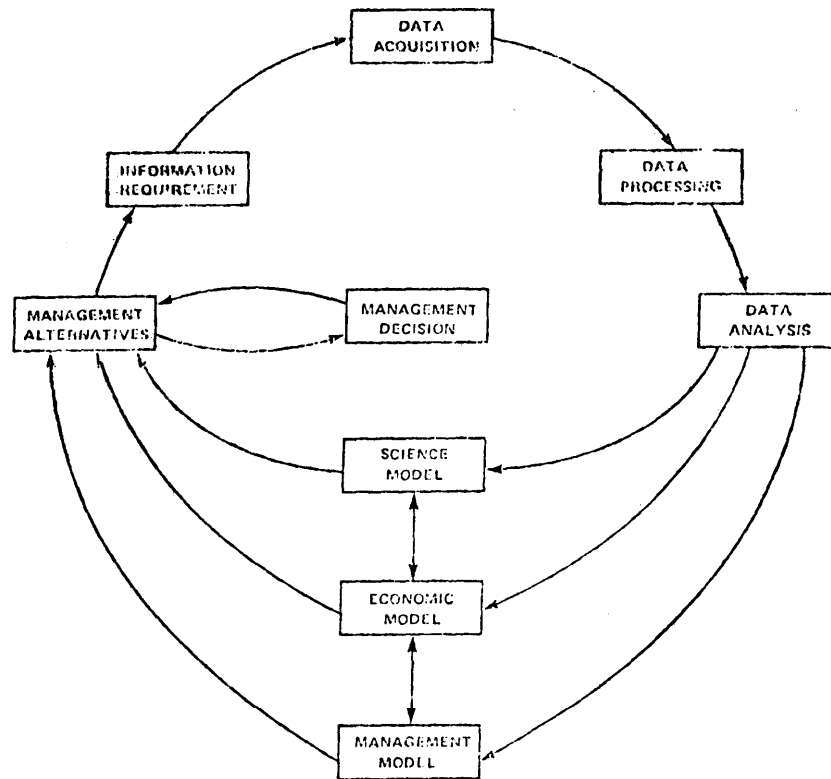 DATA
ACQUISITION
INFORMATION
REQUIREMENT
DATA
PROCESSING
MANAGEMENT
ALTERNATIVES
MANAGEMENT
DECISION
DATA
ANALYSIS
SCIENCE
MODEL
ECONOMIC
MODEL
MANAGEMENT
MODEL